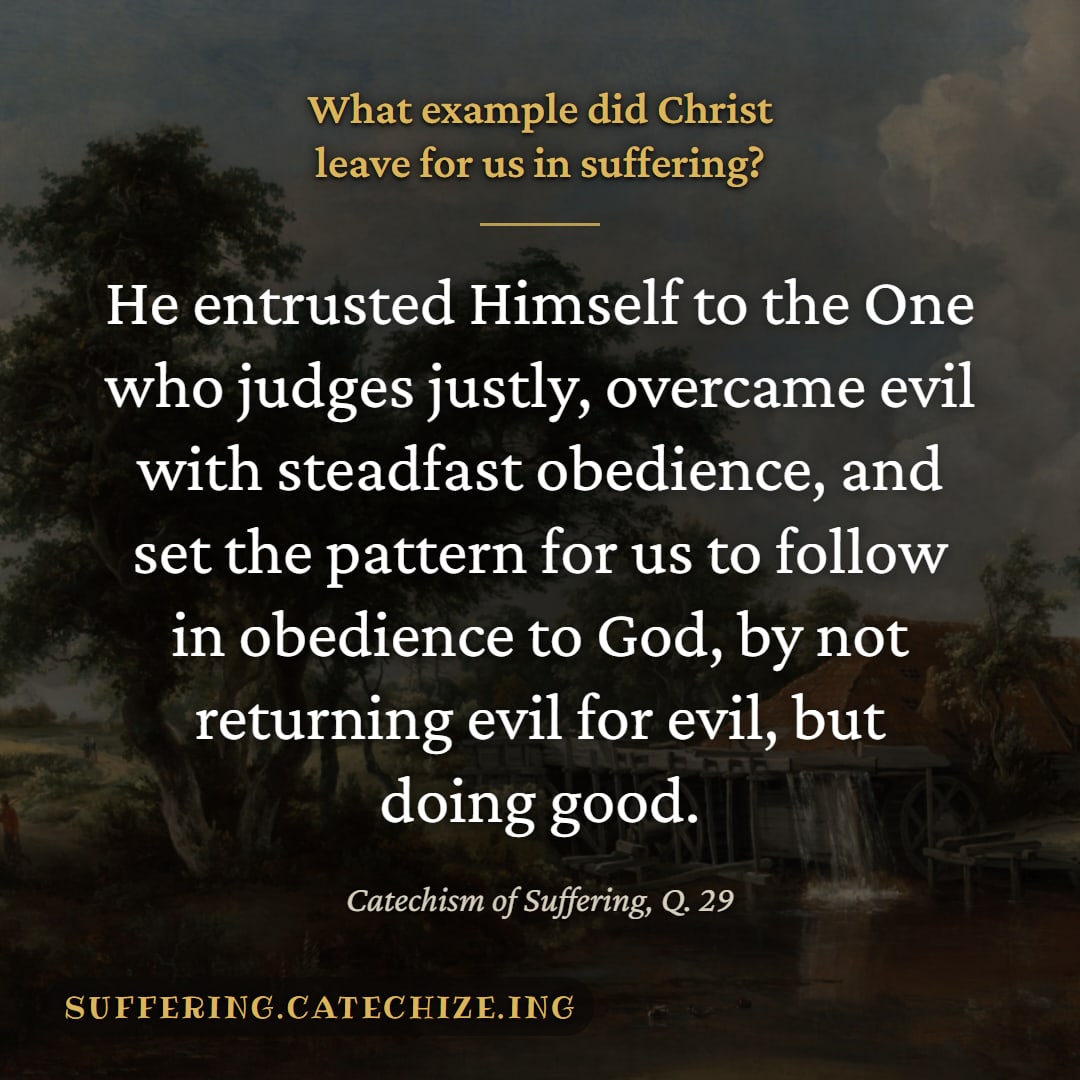 What example did Christ
leave for us in suffering?
He entrusted Himself to the One
who judges justly, overcame evil
with steadfast obedience, and
set the pattern for us to follow
in obedience to God, by not
returning evil for evil, but
doing good.
Catechism of Suffering, Q. 29
SUFFERING.CATECHIZE.ING